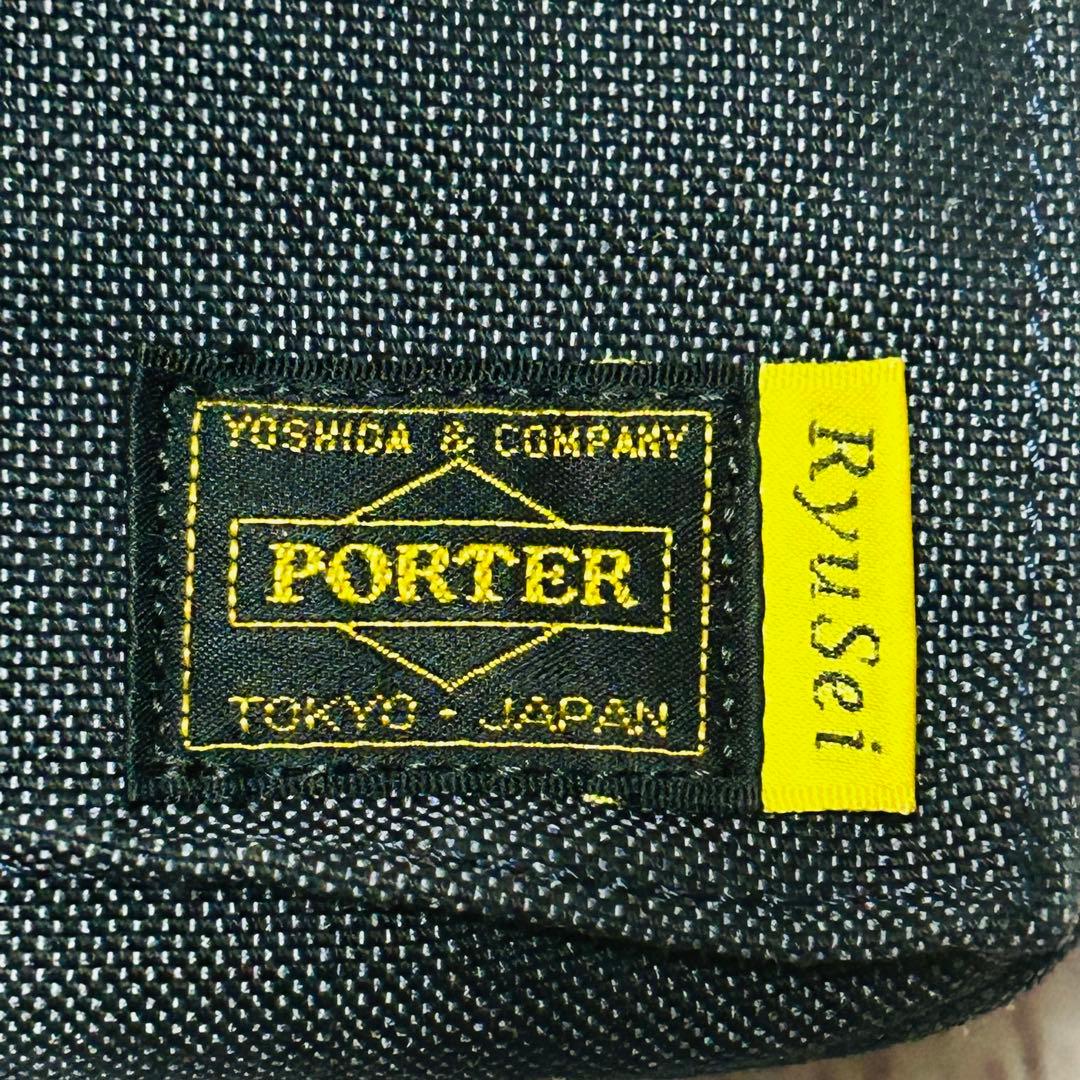 YOSHIDA & COMPANY
PORTER
TOKYO · JAPAN
RyuSei